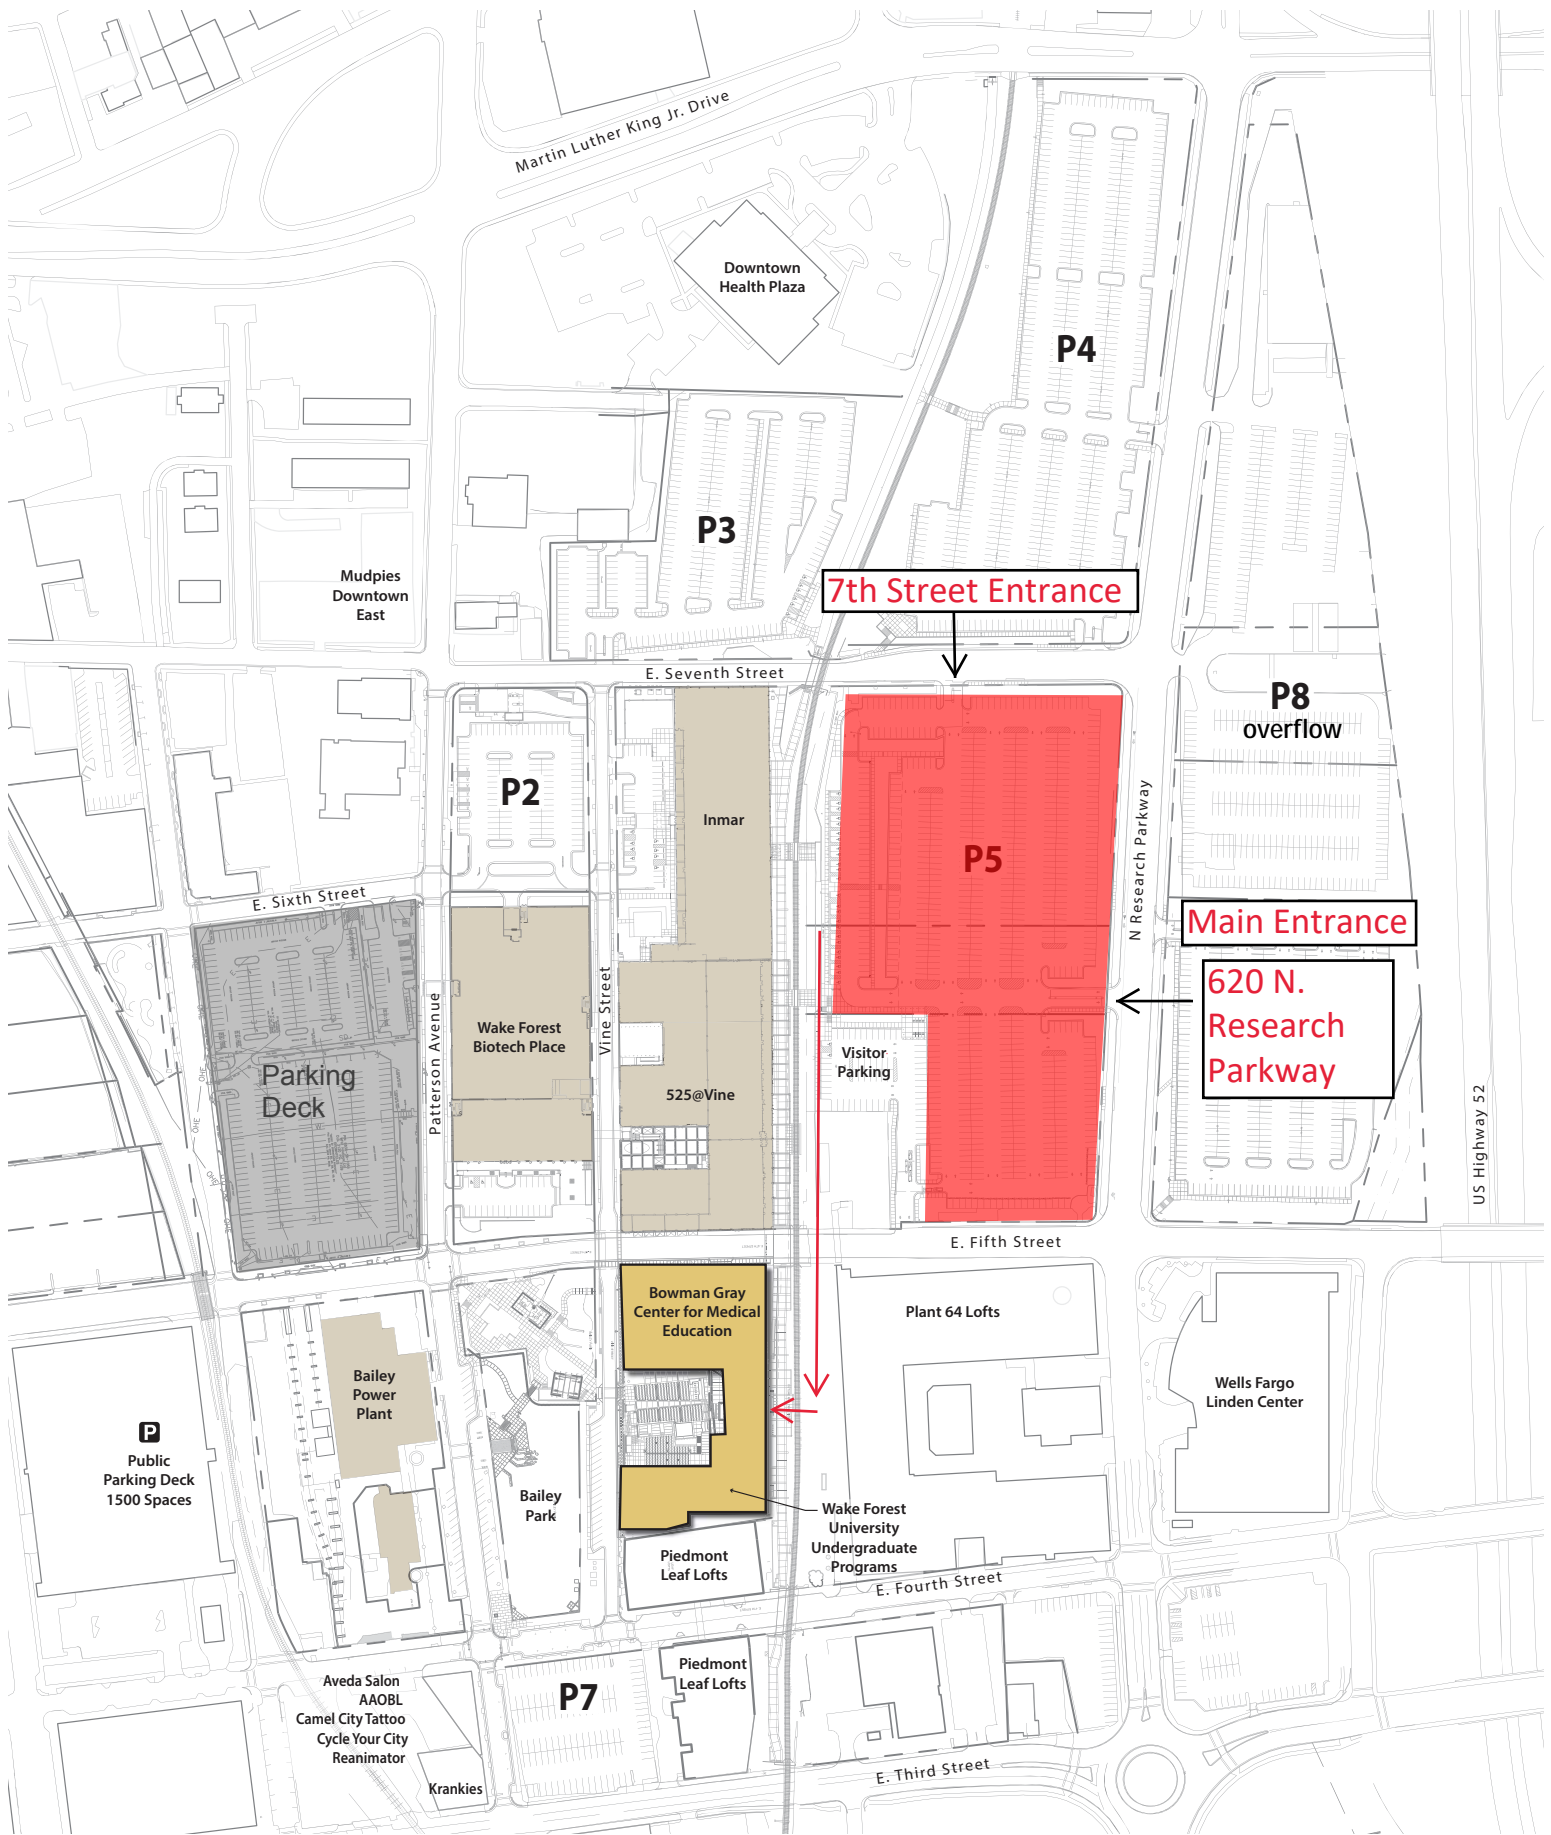 Martin Luther King Jr. Drive
Downtown
Health Plaza
P4
P3
Mudpies
Downtown
East
7th Street Entrance
E. Seventh Street
P8
overflow
P2
Inmar
P5
N Research Parkway
E. Sixth Street
Main Entrance
620 N.
Research
Parkway
Patterson Avenue
Vine Street
Wake Forest
Biotech Place
Visitor
Parking
Parking
Deck
525@Vine
US Highway 52
E. Fifth Street
Bowman Gray
Center for Medical
Education
Plant 64 Lofts
Bailey
Power
Plant
Wells Fargo
Linden Center
P
Public
Parking Deck
1500 Spaces
Bailey
Park
Wake Forest
University
Undergraduate
Programs
Piedmont
Leaf Lofts
E. Fourth Street
Piedmont
Leaf Lofts
Aveda Salon
AAOBL
Camel City Tattoo
Cycle Your City
Reanimator
P7
Krankies
E. Third Street
OHE
OHE
OHE
OHE